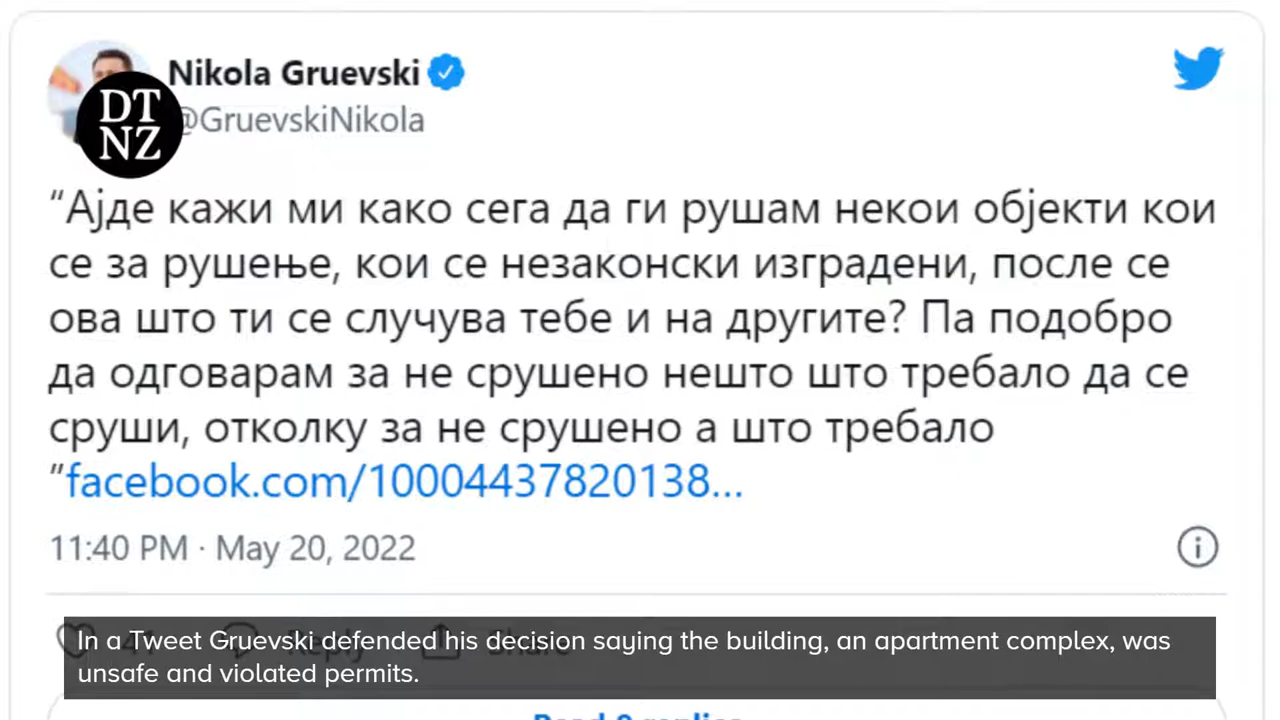 Nikola Gruevski
DT
NZ
@GruevskiNikola
“Ајде кажи ми како сега да ги рушам некои објекти кои
се за рушење, кои се незаконски изградени, после се
ова што ти се случува тебе и на другите? Па подобро
да одговарам за не срушено нешто што требало да се
сруши, отколку за не срушено а што требало
”facebook.com/10004437820138...
11:40 PM · May 20, 2022
In a Tweet Gruevski defended his decision saying the building, an apartment complex, was
unsafe and violated permits.